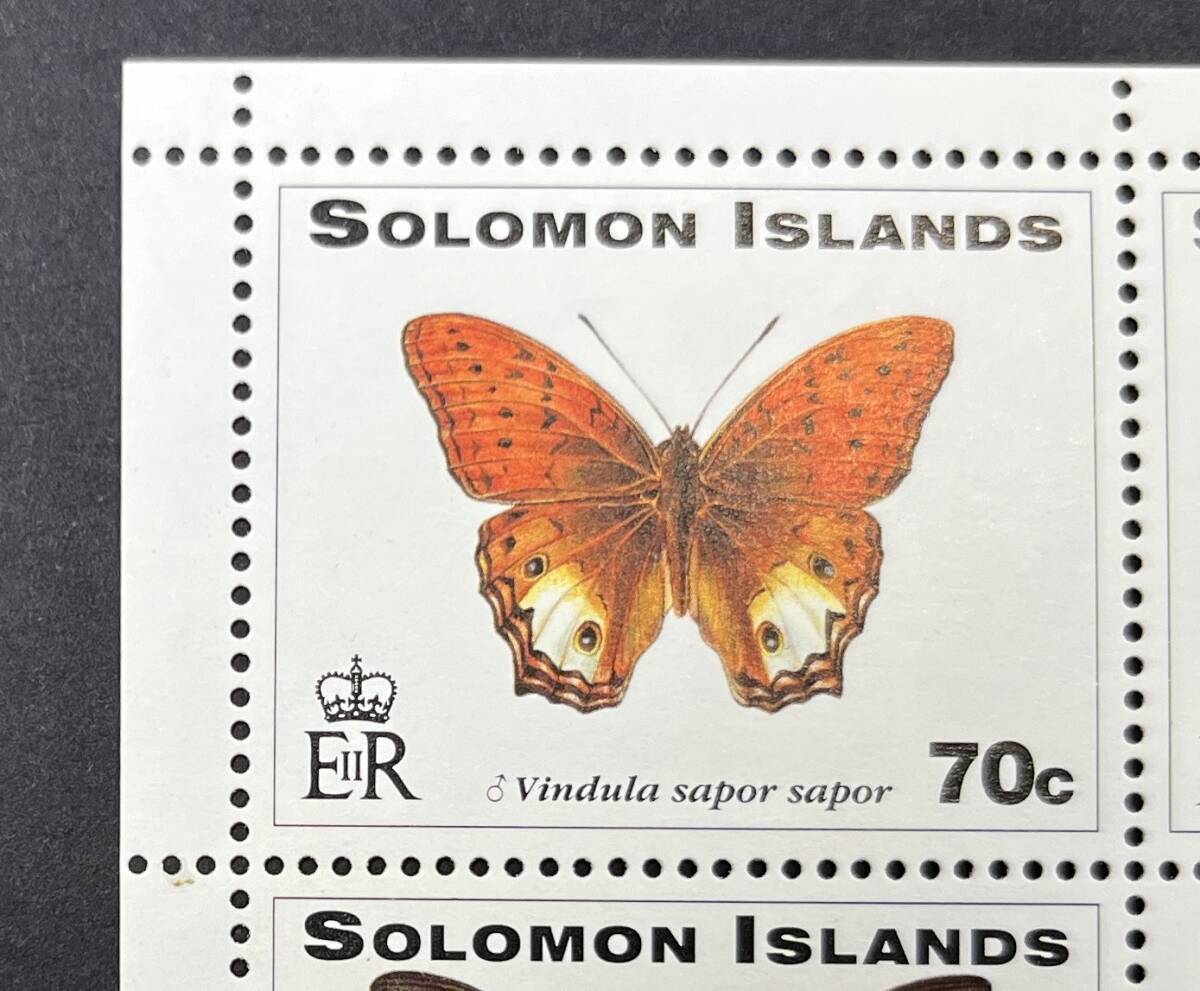 SOLOMON ISLANDS
EIIR
♂ Vindula sapor sapor
70c
SOLOMON ISLANDS